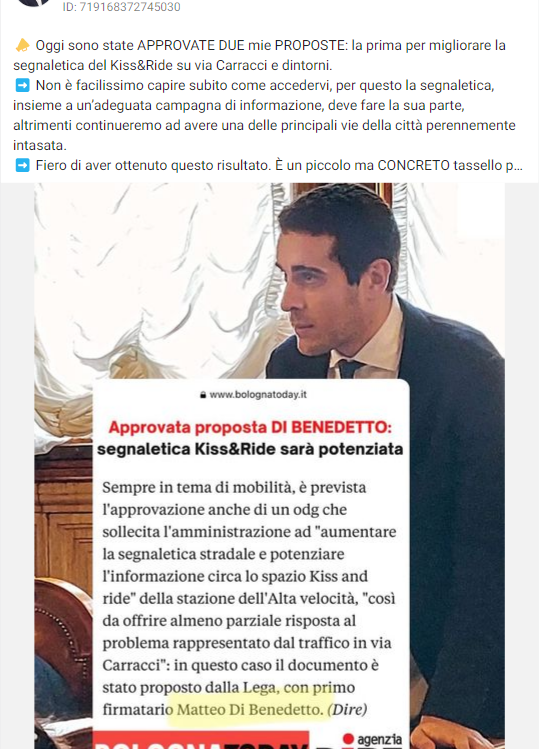 ID: 719168372745030
📣 Oggi sono state APPROVATE DUE mie PROPOSTE: la prima per migliorare la
segnaletica del Kiss&Ride su via Carracci e dintorni.
➡️ Non è facilissimo capire subito come accedervi, per questo la segnaletica,
insieme a un'adeguata campagna di informazione, deve fare la sua parte,
altrimenti continueremo ad avere una delle principali vie della città perennemente
intasata.
➡️ Fiero di aver ottenuto questo risultato. È un piccolo ma CONCRETO tassello p...
www.bolognatoday.it
Approvata proposta DI BENEDETTO:
segnaletica Kiss&Ride sarà potenziata
Sempre in tema di mobilità, è prevista
l'approvazione anche di un odg che
sollecita l'amministrazione ad "aumentare
la segnaletica stradale e potenziare
l'informazione circa lo spazio Kiss and
ride" della stazione dell'Alta velocità, "così
da offrire almeno parziale risposta al
problema rappresentato dal traffico in via
Carracci": in questo caso il documento è
stato proposto dalla Lega, con primo
firmatario Matteo Di Benedetto. (Dire)
agenzia
BOLOGNATODAY